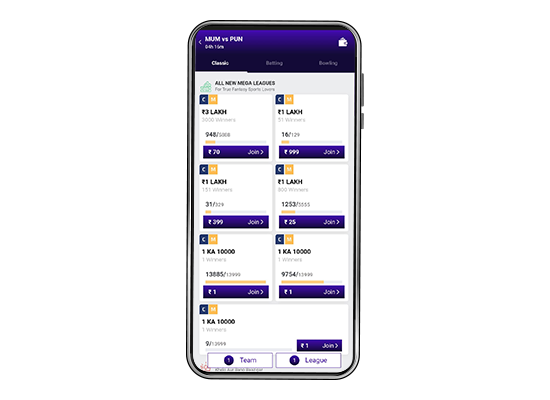 MUM vs PUN
04h 16m
Classic Batting Bowling
ALL NEW MEGA LEAGUES
For True Fantasy Sports Lovers
C M
₹3 LAKH
3000 Winners
948/5008
₹ 70 Join >
C M
₹1 LAKH
51 Winners
16/129
₹ 999 Join >
C M
₹1 LAKH
151 Winners
31/329
₹ 399 Join >
C M
₹1 LAKH
800 Winners
1253/5555
₹ 25 Join >
C M
1 KA 10000
1 Winners
13885/13999
₹ 1 Join >
C M
1 KA 10000
1 Winners
9754/13999
₹ 1 Join >
C M
1 KA 10000
1 Winners
9/13999
₹ 1 Join >
1 Team
1 League